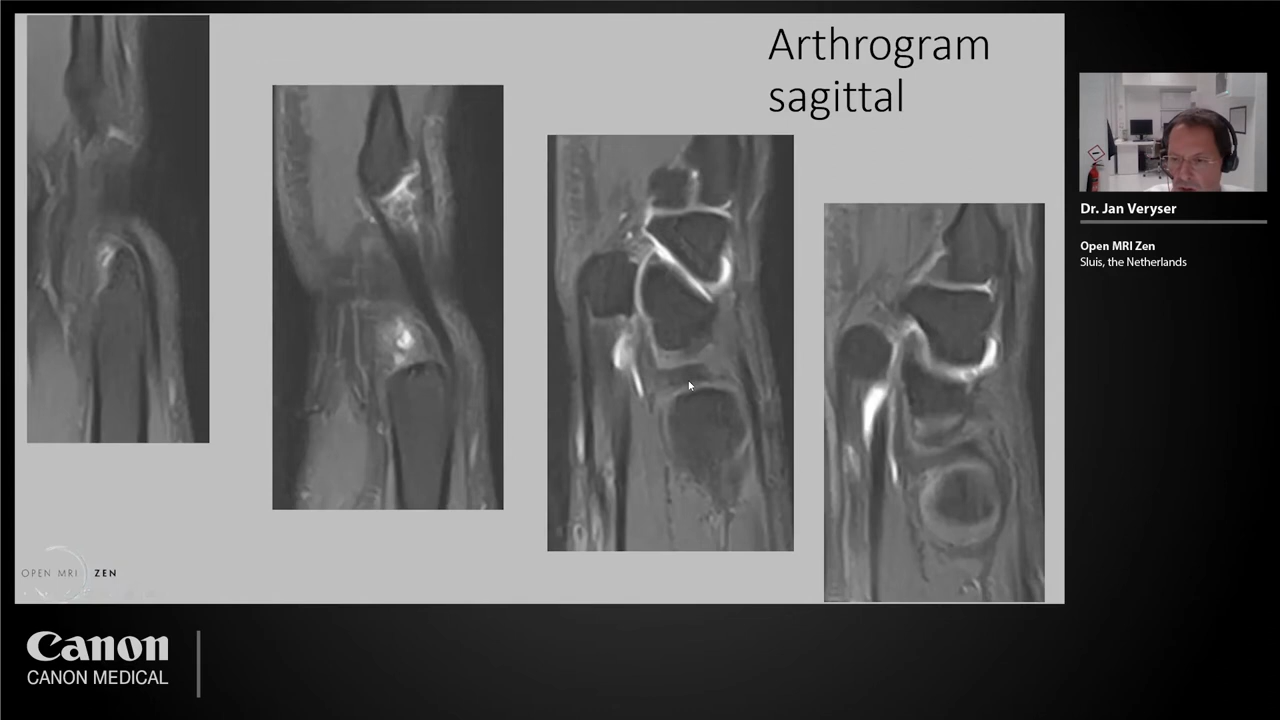 Arthrogram
sagittal
Dr. Jan Veryser
Open MRI Zen
Sluis, the Netherlands
OPEN MRI ZEN
Canon
CANON MEDICAL